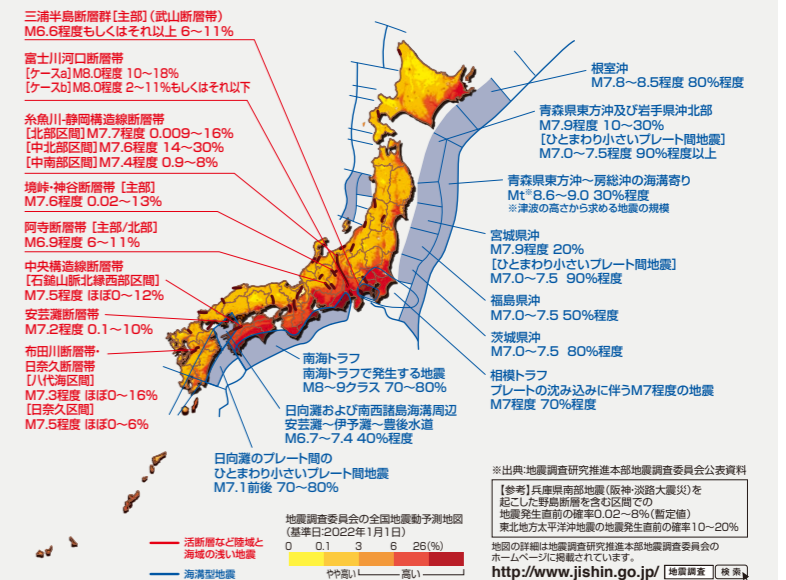 三浦半島断層群[主部](武山断層帯)
M6.6程度もしくはそれ以上 6〜11%
富士川河口断層帯
[ケースa]M8.0程度 10〜18%
[ケースb]M8.0程度 2〜11%もしくはそれ以下
糸魚川-静岡構造線断層帯
[北部区間]M7.7程度 0.009〜16%
[中北部区間]M7.6程度 14〜30%
[中南部区間]M7.4程度 0.9〜8%
境峠・神谷断層帯 [主部]
M7.6程度 0.02〜13%
阿寺断層帯 [主部/北部]
M6.9程度 6〜11%
中央構造線断層帯
[石鎚山脈北縁西部区間]
M7.5程度 ほぼ0〜12%
安芸灘断層帯
M7.2程度 0.1〜10%
布田川断層帯・
日奈久断層帯
[八代海区間]
M7.3程度 ほぼ0〜16%
[日奈久区間]
M7.5程度 ほぼ0〜6%
根室沖
M7.8〜8.5程度 80%程度
青森県東方沖及び岩手県沖北部
M7.9程度 10〜30%
[ひとまわり小さいプレート間地震]
M7.0〜7.5程度 90%程度以上
青森県東方沖〜房総沖の海溝寄り
Mt※8.6〜9.0 30%程度
※津波の高さから求める地震の規模
宮城県沖
M7.9程度 20%
[ひとまわり小さいプレート間地震]
M7.0〜7.5 90%程度
福島県沖
M7.0〜7.5 50%程度
茨城県沖
M7.0〜7.5 80%程度
相模トラフ
プレートの沈み込みに伴うM7程度の地震
M7程度 70%程度
南海トラフ
南海トラフで発生する地震
M8〜9クラス 70〜80%
日向灘および南西諸島海溝周辺
安芸灘〜伊予灘〜豊後水道
M6.7〜7.4 40%程度
日向灘のプレート間の
ひとまわり小さいプレート間地震
M7.1前後 70〜80%
活断層など陸域と
海域の浅い地震
海溝型地震
地震調査委員会の全国地震動予測地図
(基準日:2022年1月1日)
0 0.1 3 6 26(%)
やや高い 高い
※出典:地震調査研究推進本部地震調査委員会公表資料
【参考】兵庫県南部地震(阪神・淡路大震災)を
起こした野島断層を含む区間での
地震発生直前の確率0.02〜8%(暫定値)
東北地方太平洋沖地震の地震発生直前の確率10〜20%
地図の詳細は地震調査研究推進本部地震調査委員会の
ホームページに掲載されています。
http://www.jishin.go.jp/ 地震調査 検索